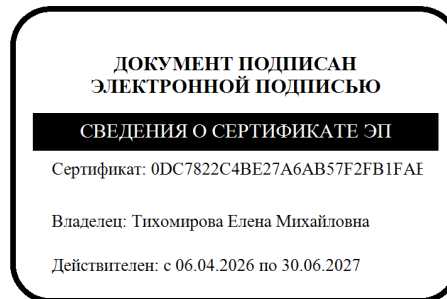 ДОКУМЕНТ ПОДПИСАН
ЭЛЕКТРОННОЙ ПОДПИСЬЮ
СВЕДЕНИЯ О СЕРТИФИКАТЕ ЭП
Сертификат: 0DC7822C4BE27A6AB57F2FB1FAE
Владелец: Тихомирова Елена Михайловна
Действителен: с 06.04.2026 по 30.06.2027